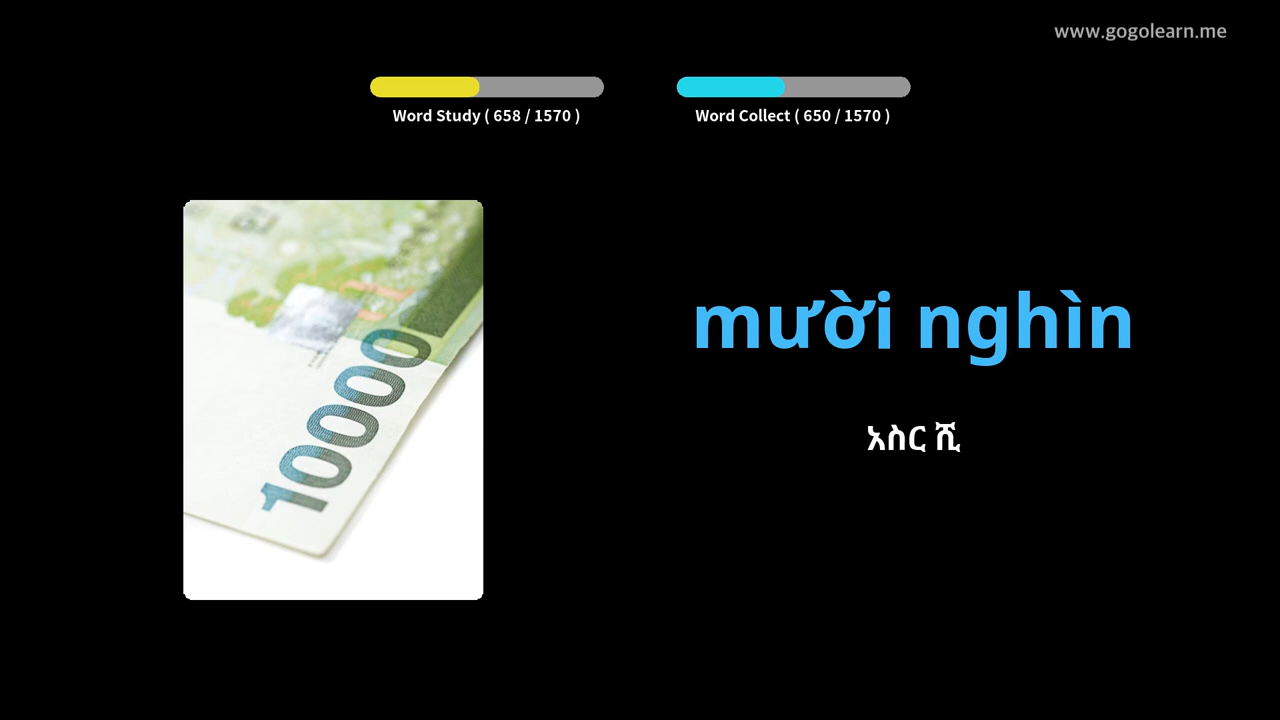 www.gogolearn.me
Word Study ( 658 / 1570 )
Word Collect ( 650 / 1570 )
10000
mười nghìn
አስር ሺ